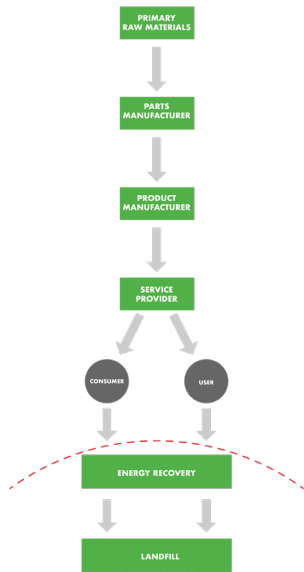 PRIMARY
RAW MATERIALS
PARTS
MANUFACTURER
PRODUCT
MANUFACTURER
SERVICE
PROVIDER
CONSUMER
USER
ENERGY RECOVERY
LANDFILL